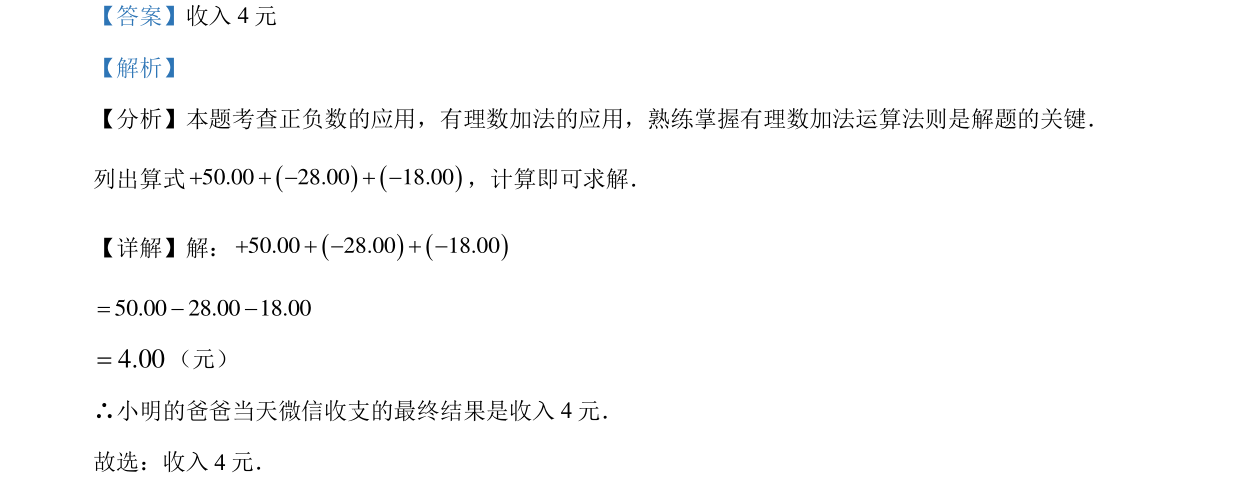 【答案】收入 4 元
【解析】
【分析】本题考查正负数的应用，有理数加法的应用，熟练掌握有理数加法运算法则是解题的关键．
列出算式+50.00+(−28.00)+(−18.00)，计算即可求解．
【详解】解：+50.00+(−28.00)+(−18.00)
=50.00−28.00−18.00
=4.00（元）
∴小明的爸爸当天微信收支的最终结果是收入 4 元．
故选：收入 4 元．